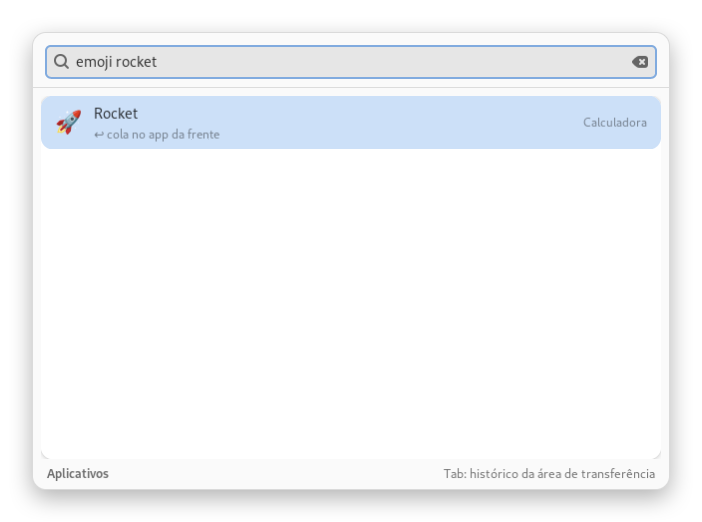 emoji rocket
Rocket
↩ cola no app da frente
Calculadora
Aplicativos
Tab: histórico da área de transferência